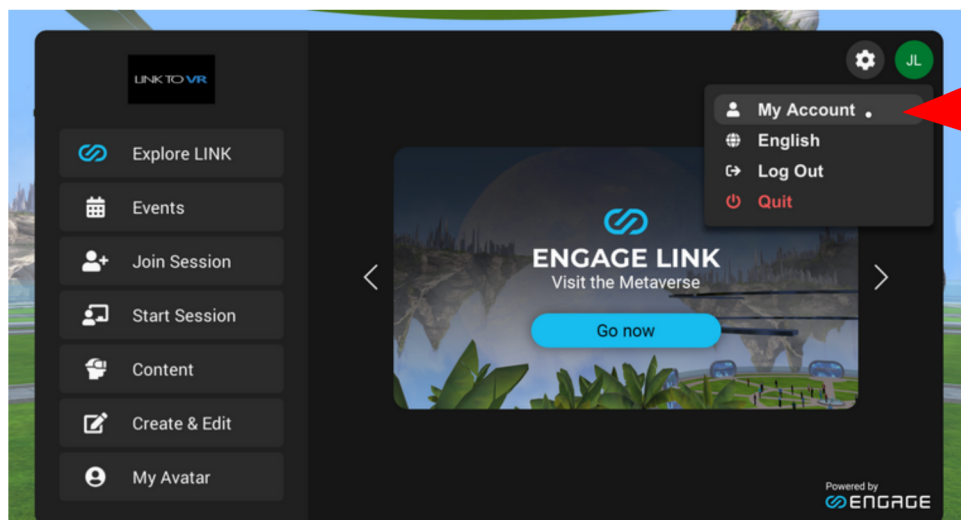 LINK TO VR
Explore LINK
Events
Join Session
Start Session
Content
Create & Edit
My Avatar
JL
My Account
English
Log Out
Quit
ENGAGE LINK
Visit the Metaverse
Go now
Powered by
ENGAGE